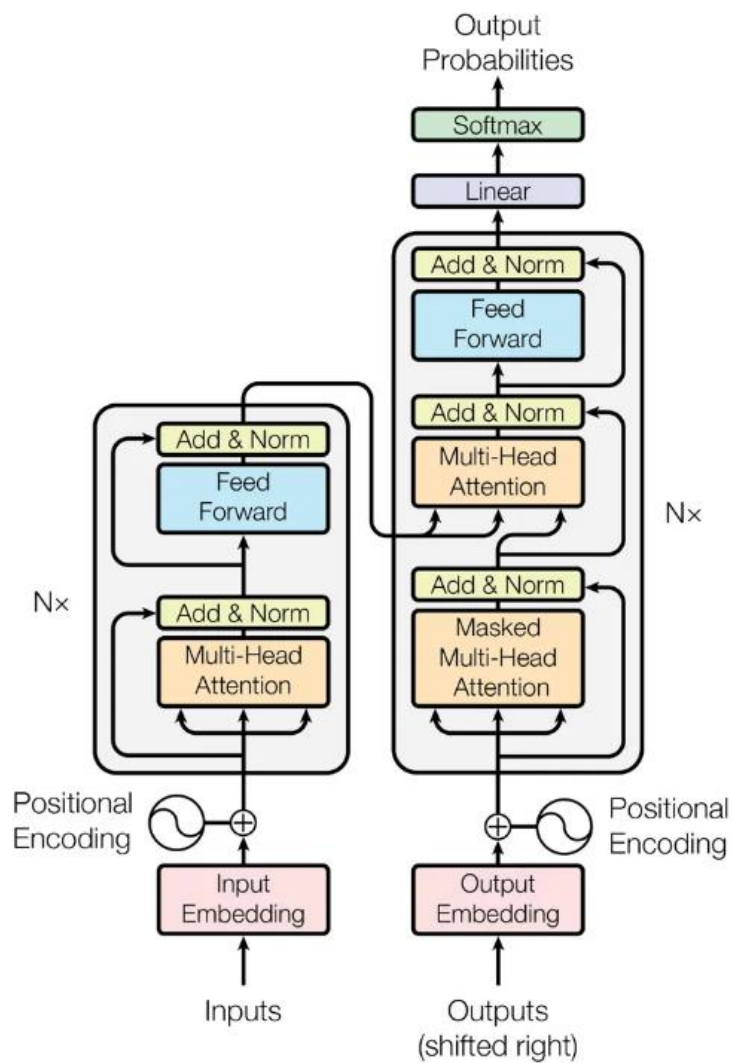 Output
Probabilities
Softmax
Linear
Add & Norm
Feed
Forward
Add & Norm
Multi-Head
Attention
Add & Norm
Masked
Multi-Head
Attention
N×
Add & Norm
Feed
Forward
Add & Norm
Multi-Head
Attention
N×
Positional
Encoding
Positional
Encoding
Input
Embedding
Output
Embedding
Inputs
Outputs
(shifted right)